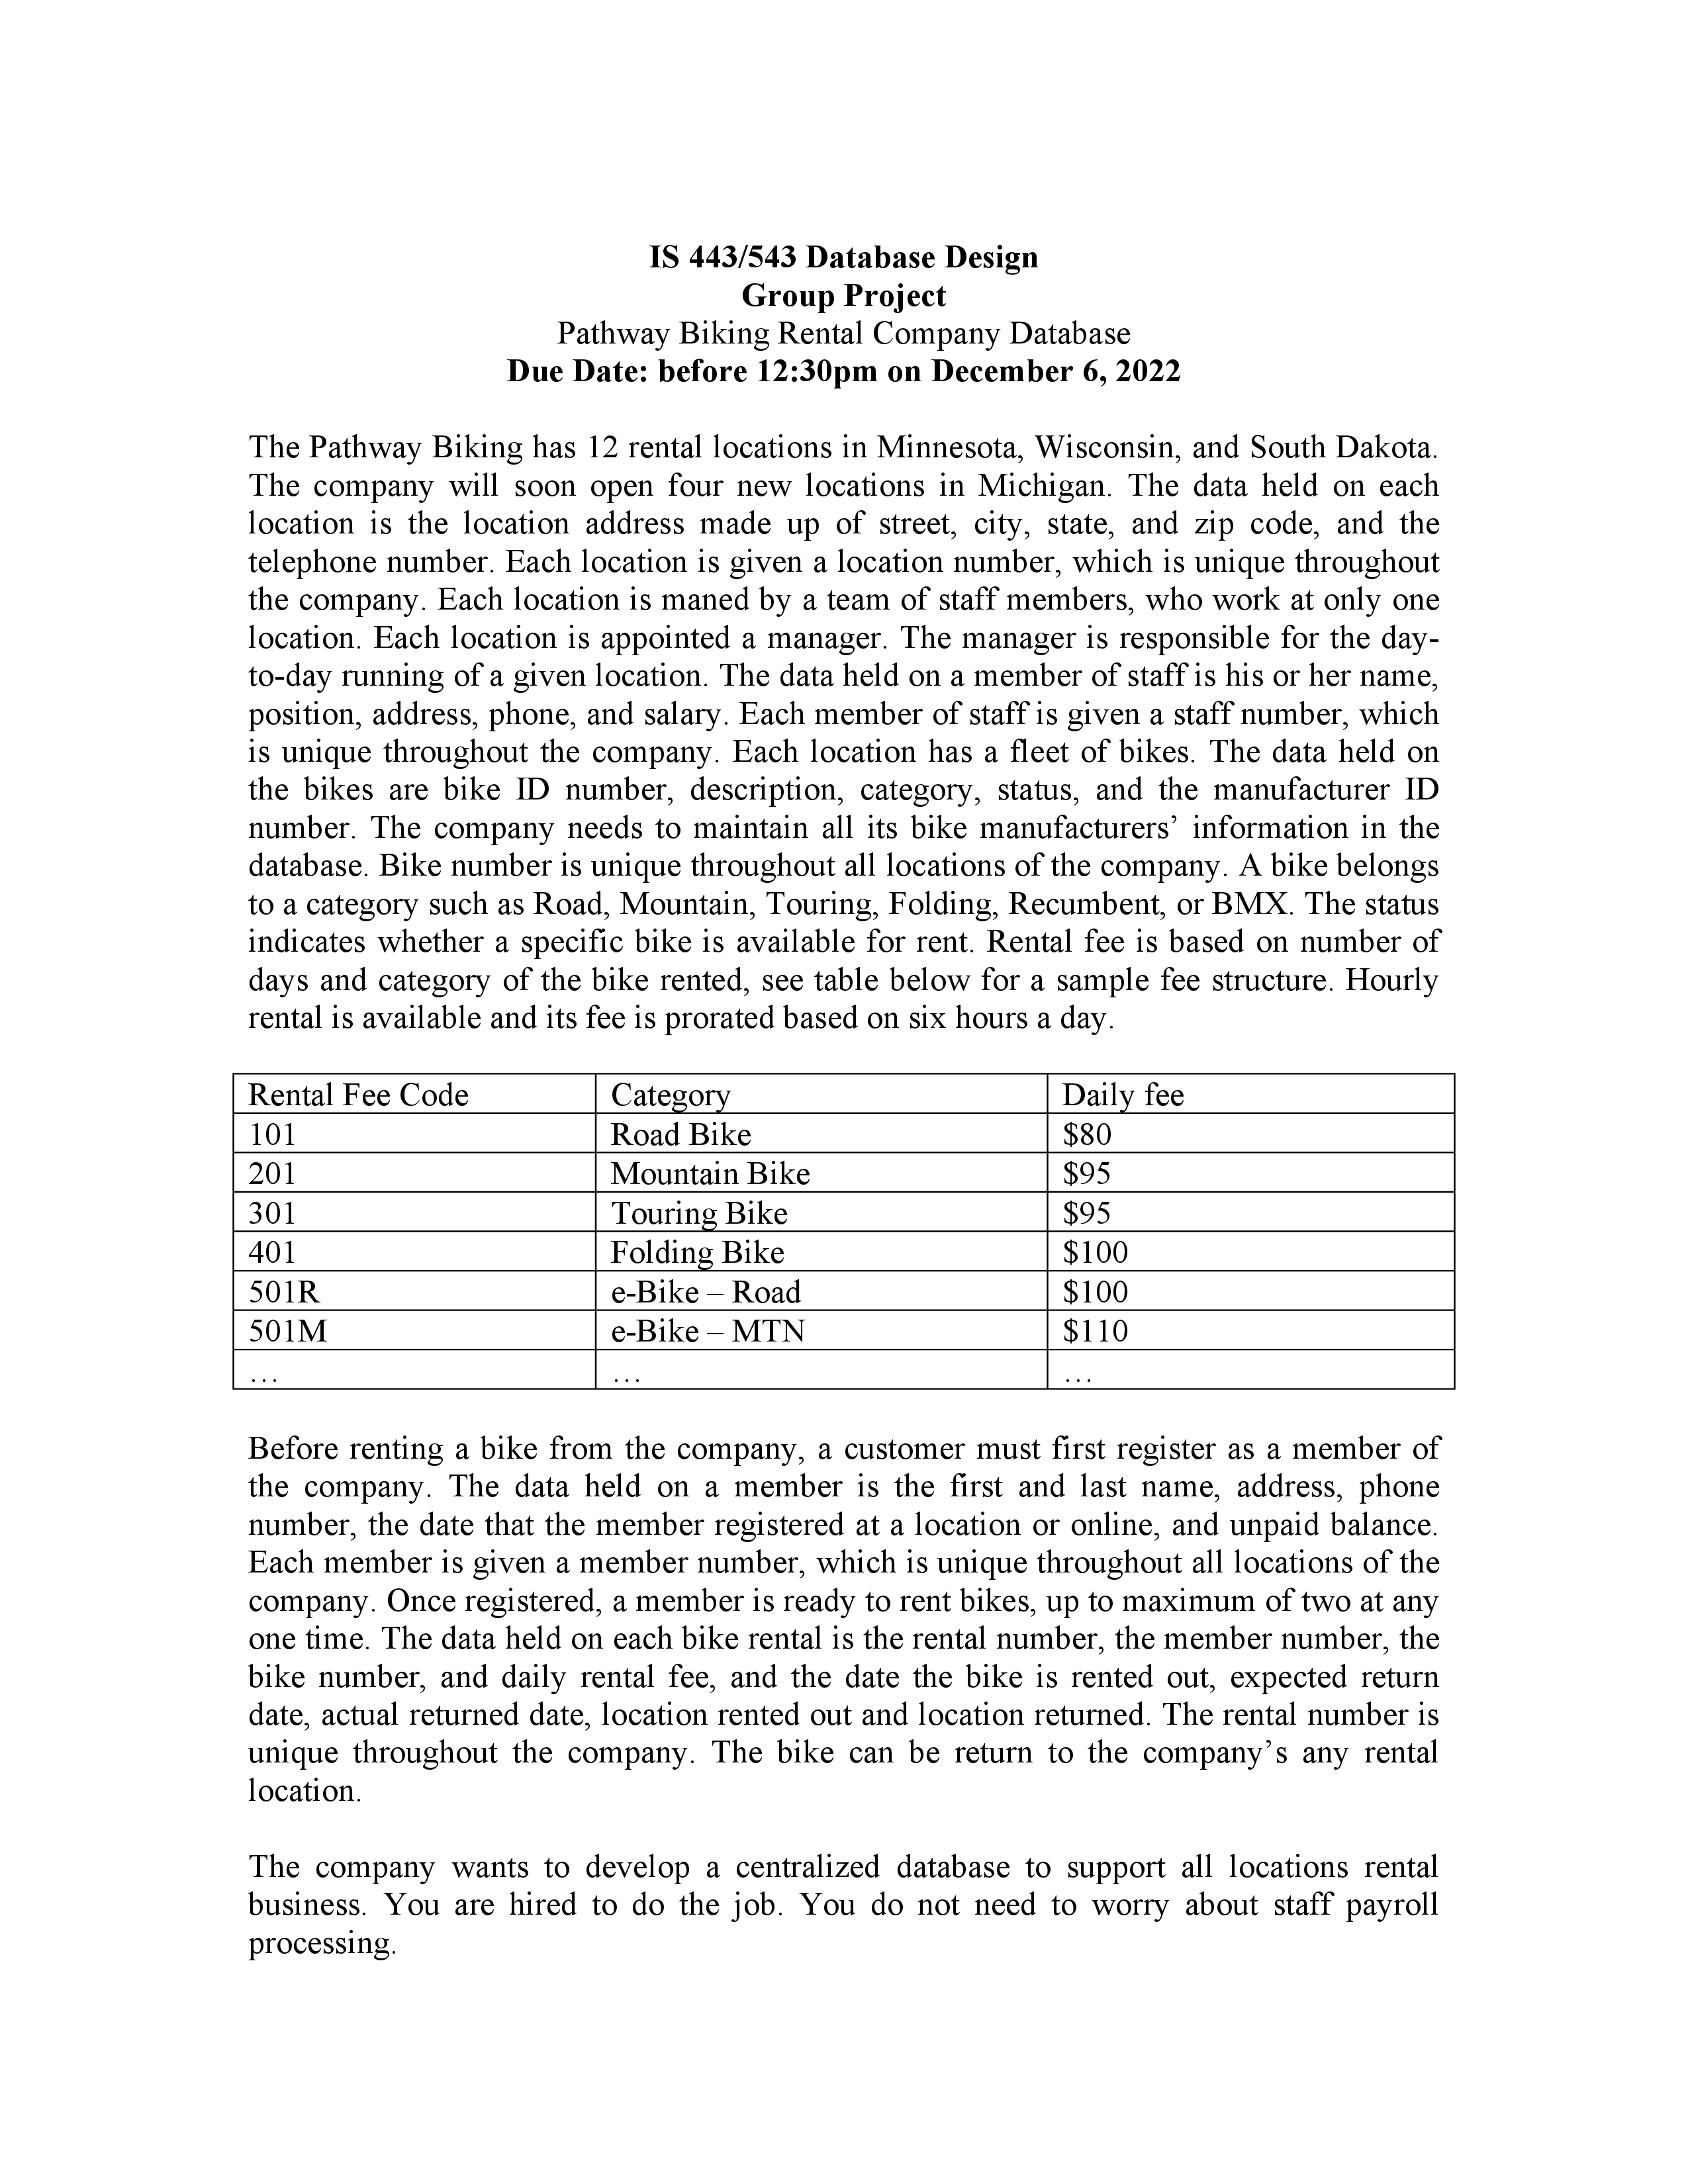 IS 443/543 Database Design
Group Project
Pathway Biking Rental Company Database
Due Date: before 12:30pm on December 6, 2022
The Pathway Biking has 12 rental locations in Minnesota, Wisconsin, and South Dakota.
The company will soon open four new locations in Michigan. The data held on each
location is the location address made up of street, city, state, and zip code, and the
telephone number. Each location is given a location number, which is unique throughout
the company. Each location is maned by a team of staff members, who work at only one
location. Each location is appointed a manager. The manager is responsible for the day-
to-day running of a given location. The data held on a member of staff is his or her name,
position, address, phone, and salary. Each member of staff is given a staff number, which
is unique throughout the company. Each location has a fleet of bikes. The data held on
the bikes are bike ID number, description, category, status, and the manufacturer ID
number. The company needs to maintain all its bike manufacturers’ information in the
database. Bike number is unique throughout all locations of the company. A bike belongs
to a category such as Road, Mountain, Touring, Folding, Recumbent, or BMX. The status
indicates whether a specific bike is available for rent. Rental fee is based on number of
days and category of the bike rented, see table below for a sample fee structure. Hourly
rental is available and its fee is prorated based on six hours a day.
Rental Fee Code Category Daily fee
101 Road Bike $80
201 Mountain Bike $95
301 Touring Bike $95
401 Folding Bike $100
501R e-Bike – Road $100
501M e-Bike – MTN $110
… … …
Before renting a bike from the company, a customer must first register as a member of
the company. The data held on a member is the first and last name, address, phone
number, the date that the member registered at a location or online, and unpaid balance.
Each member is given a member number, which is unique throughout all locations of the
company. Once registered, a member is ready to rent bikes, up to maximum of two at any
one time. The data held on each bike rental is the rental number, the member number, the
bike number, and daily rental fee, and the date the bike is rented out, expected return
date, actual returned date, location rented out and location returned. The rental number is
unique throughout the company. The bike can be return to the company’s any rental
location.
The company wants to develop a centralized database to support all locations rental
business. You are hired to do the job. You do not need to worry about staff payroll
processing.